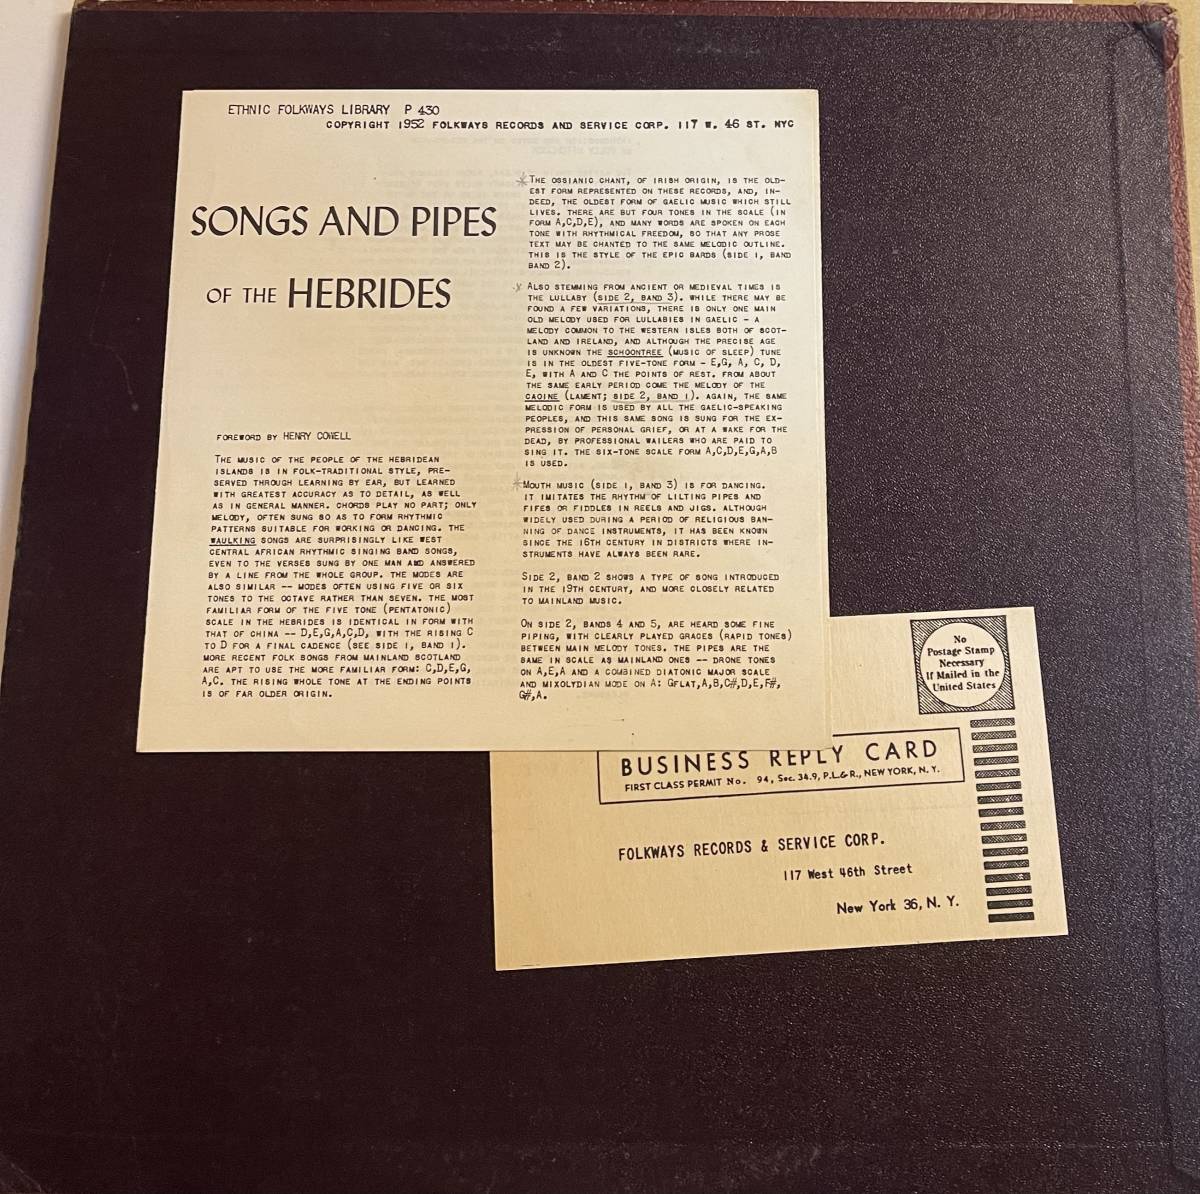 ETHNIC FOLKWAYS LIBRARY P 430
COPYRIGHT 1952 FOLKWAYS RECORDS AND SERVICE CORP. 117 W. 46 ST. NYC
SONGS AND PIPES
OF THE HEBRIDES
FOREWORD BY HENRY COWELL
THE MUSIC OF THE PEOPLE OF THE HEBRIDEAN
ISLANDS IS IN FOLK-TRADITIONAL STYLE, PRE-
SERVED THROUGH LEARNING BY EAR, BUT LEARNED
WITH GREATEST ACCURACY AS TO DETAIL, AS WELL
AS IN GENERAL MANNER. CHORDS PLAY NO PART; ONLY
MELODY, OFTEN SUNG SO AS TO FORM RHYTHMIC
PATTERNS SUITABLE FOR WORKING OR DANCING. THE
WAULKING SONGS ARE SURPRISINGLY LIKE WEST
CENTRAL AFRICAN RHYTHMIC SINGING BAND SONGS,
EVEN TO THE VERSES SUNG BY ONE MAN AND ANSWERED
BY A LINE FROM THE WHOLE GROUP. THE MODES ARE
ALSO SIMILAR -- MODES OFTEN USING FIVE OR SIX
TONES TO THE OCTAVE RATHER THAN SEVEN. THE MOST
FAMILIAR FORM OF THE FIVE TONE (PENTATONIC)
SCALE IN THE HEBRIDES IS IDENTICAL IN FORM WITH
THAT OF CHINA -- D,E,G,A,C,D, WITH THE RISING C
TO D FOR A FINAL CADENCE (SEE SIDE I, BAND I).
MORE RECENT FOLK SONGS FROM MAINLAND SCOTLAND
ARE APT TO USE THE MORE FAMILIAR FORM: C,D,E,G,
A,C. THE RISING WHOLE TONE AT THE ENDING POINTS
IS OF FAR OLDER ORIGIN.
THE OSSIANIC CHANT, OF IRISH ORIGIN, IS THE OLD-
EST FORM REPRESENTED ON THESE RECORDS, AND, IN-
DEED, THE OLDEST FORM OF GAELIC MUSIC WHICH STILL
LIVES. THERE ARE BUT FOUR TONES IN THE SCALE (IN
FORM A,C,D,E), AND MANY WORDS ARE SPOKEN ON EACH
TONE WITH RHYTHMICAL FREEDOM, SO THAT ANY PROSE
TEXT MAY BE CHANTED TO THE SAME MELODIC OUTLINE.
THIS IS THE STYLE OF THE EPIC BARDS (SIDE I, BAND
BAND 2).
ALSO STEMMING FROM ANCIENT OR MEDIEVAL TIMES IS
THE LULLABY (SIDE 2, BAND 3). WHILE THERE MAY BE
FOUND A FEW VARIATIONS, THERE IS ONLY ONE MAIN
OLD MELODY USED FOR LULLABIES IN GAELIC - A
MELODY COMMON TO THE WESTERN ISLES BOTH OF SCOT-
LAND AND IRELAND, AND ALTHOUGH THE PRECISE AGE
IS UNKNOWN THE SCHOONTREE (MUSIC OF SLEEP) TUNE
IS IN THE OLDEST FIVE-TONE FORM - E,G, A, C, D,
E, WITH A AND C THE POINTS OF REST. FROM ABOUT
THE SAME EARLY PERIOD COME THE MELODY OF THE
CAOINE (LAMENT; SIDE 2, BAND I). AGAIN, THE SAME
MELODIC FORM IS USED BY ALL THE GAELIC-SPEAKING
PEOPLES, AND THIS SAME SONG IS SUNG FOR THE EX-
PRESSION OF PERSONAL GRIEF, OR AT A WAKE FOR THE
DEAD, BY PROFESSIONAL WAILERS WHO ARE PAID TO
SING IT. THE SIX-TONE SCALE FORM A,C,D,E,G,A,B
IS USED.
MOUTH MUSIC (SIDE I, BAND 3) IS FOR DANCING.
IT IMITATES THE RHYTHM OF LILTING PIPES AND
FIFES OR FIDDLES IN REELS AND JIGS. ALTHOUGH
WIDELY USED DURING A PERIOD OF RELIGIOUS BAN-
NING OF DANCE INSTRUMENTS, IT HAS BEEN KNOWN
SINCE THE 16TH CENTURY IN DISTRICTS WHERE IN-
STRUMENTS HAVE ALWAYS BEEN RARE.
SIDE 2, BAND 2 SHOWS A TYPE OF SONG INTRODUCED
IN THE 19TH CENTURY, AND MORE CLOSELY RELATED
TO MAINLAND MUSIC.
ON SIDE 2, BANDS 4 AND 5, ARE HEARD SOME FINE
PIPING, WITH CLEARLY PLAYED GRACES (RAPID TONES)
BETWEEN MAIN MELODY TONES. THE PIPES ARE THE
SAME IN SCALE AS MAINLAND ONES -- DRONE TONES
ON A,E,A AND A COMBINED DIATONIC MAJOR SCALE
AND MIXOLYDIAN MODE ON A: GFLAT,A,B,C#,D,E,F#,
G#,A.
No
Postage Stamp
Necessary
If Mailed in the
United States
BUSINESS REPLY CARD
FIRST CLASS PERMIT No. 94, Sec. 34.9, P.L.& R., NEW YORK, N. Y.
FOLKWAYS RECORDS & SERVICE CORP.
117 West 46th Street
New York 36, N. Y.